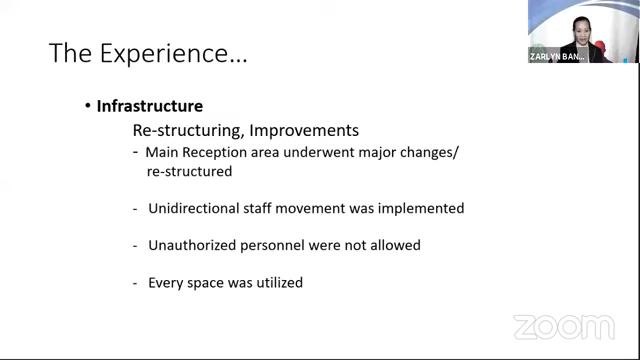 The Experience...
• Infrastructure
Re-structuring, Improvements
- Main Reception area underwent major changes/
re-structured
- Unidirectional staff movement was implemented
- Unauthorized personnel were not allowed
- Every space was utilized
ZARLYN BAN...
zoom